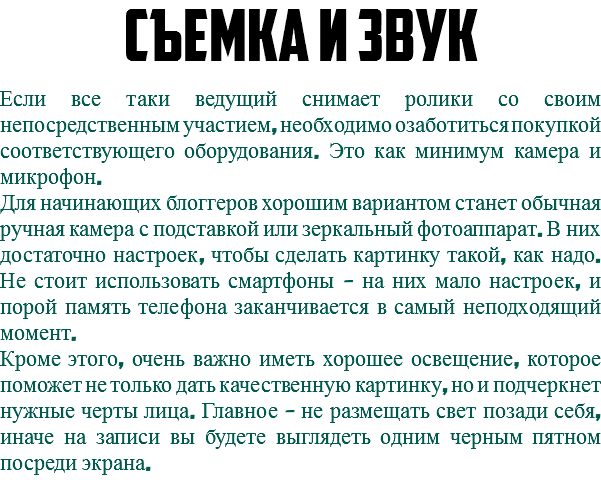 СЪЕМКА И ЗВУК
Если все таки ведущий снимает ролики со своим
непосредственным участием, необходимо озаботиться покупкой
соответствующего оборудования. Это как минимум камера и
микрофон.
Для начинающих блоггеров хорошим вариантом станет обычная
ручная камера с подставкой или зеркальный фотоаппарат. В них
достаточно настроек, чтобы сделать картинку такой, как надо.
Не стоит использовать смартфоны – на них мало настроек, и
порой память телефона заканчивается в самый неподходящий
момент.
Кроме этого, очень важно иметь хорошее освещение, которое
поможет не только дать качественную картинку, но и подчеркнет
нужные черты лица. Главное – не размещать свет позади себя,
иначе на записи вы будете выглядеть одним черным пятном
посреди экрана.